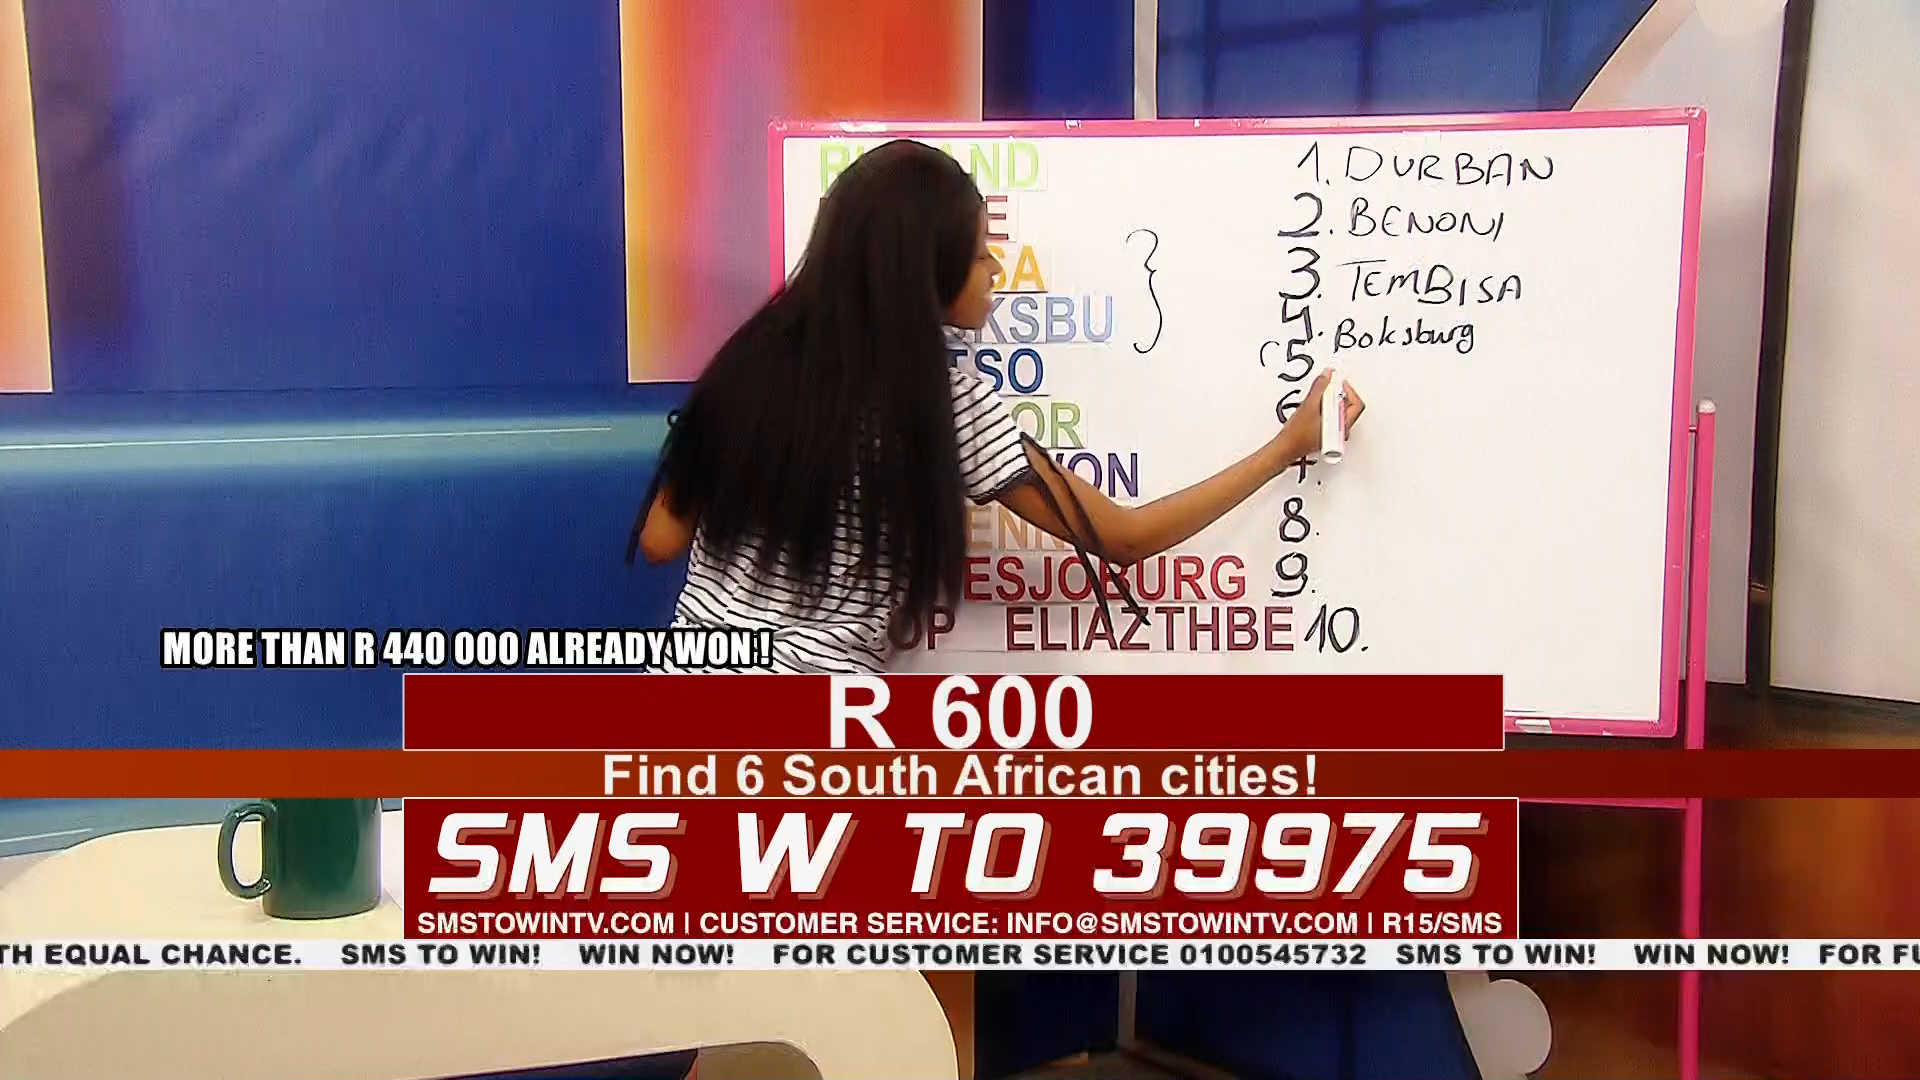 AND
E
SA
KSBU
TSO
OR
ON
EN
ESJOBURG
OP ELIAZTHBE
1. DURBAN
2. BENONI
3. TEMBISA
4. Boksburg
5
8.
9.
10.
MORE THAN R 440 000 ALREADY WON!
R 600
Find 6 South African cities!
SMS W TO 39975
SMSTOWINTV.COM | CUSTOMER SERVICE: INFO@SMSTOWINTV.COM | R15/SMS
TH EQUAL CHANCE. SMS TO WIN! WIN NOW! FOR CUSTOMER SERVICE 0100545732 SMS TO WIN! WIN NOW! FOR FU